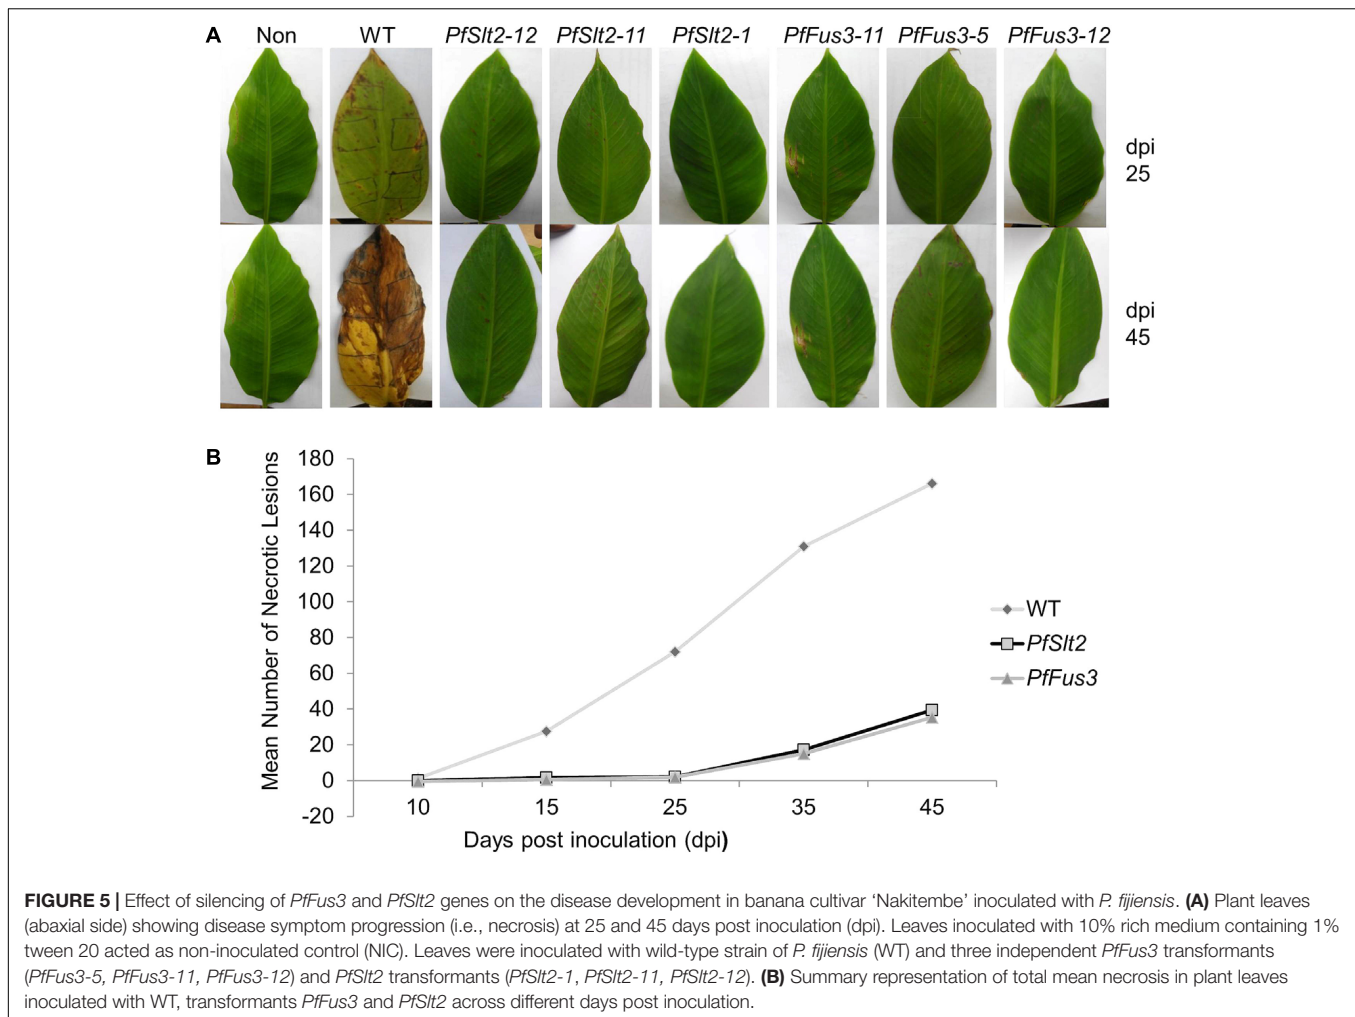 A Non WT PfSlt2-12 PfSlt2-11 PfSlt2-1 PfFus3-11 PfFus3-5 PfFus3-12
dpi
25
dpi
45
B
Mean Number of Necrotic Lesions
180
160
140
120
100
80
60
40
20
0
-20
10 15 25 35 45
Days post inoculation (dpi)
WT
PfSlt2
PfFus3
FIGURE 5 | Effect of silencing of PfFus3 and PfSlt2 genes on the disease development in banana cultivar ‘Nakitembe’ inoculated with P. fijiensis. (A) Plant leaves
(abaxial side) showing disease symptom progression (i.e., necrosis) at 25 and 45 days post inoculation (dpi). Leaves inoculated with 10% rich medium containing 1%
tween 20 acted as non-inoculated control (NIC). Leaves were inoculated with wild-type strain of P. fijiensis (WT) and three independent PfFus3 transformants
(PfFus3-5, PfFus3-11, PfFus3-12) and PfSlt2 transformants (PfSlt2-1, PfSlt2-11, PfSlt2-12). (B) Summary representation of total mean necrosis in plant leaves
inoculated with WT, transformants PfFus3 and PfSlt2 across different days post inoculation.